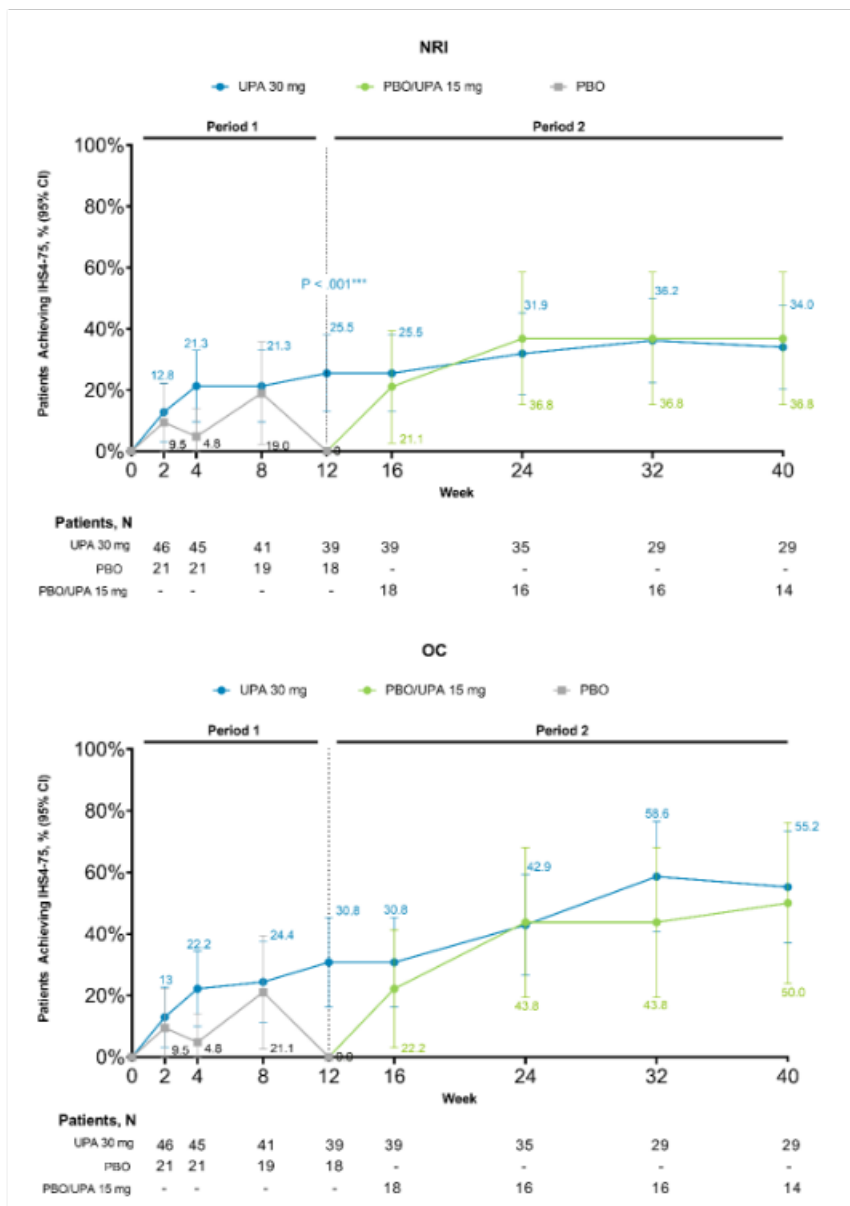 NRI
UPA 30 mg PBO/UPA 15 mg PBO
Period 1 Period 2
Patients Achieving IHS4-75, % (95% CI)
100%
80%
60%
40%
20%
0%
P < .001***
12.8 21.3 21.3 25.5 25.5 31.9 36.2 34.0
9.5 4.8 19.0 0 21.1 36.8 36.8 36.8
0 2 4 8 12 16 24 32 40
Week
Patients, N
UPA 30 mg 46 45 41 39 39 35 29 29
PBO 21 21 19 18 - - - -
PBO/UPA 15 mg - - - - 18 16 16 14
OC
UPA 30 mg PBO/UPA 15 mg PBO
Period 1 Period 2
Patients Achieving IHS4-75, % (95% CI)
100%
80%
60%
40%
20%
0%
13 22.2 24.4 30.8 30.8 42.9 58.6 55.2
9.5 4.8 21.1 0.0 22.2 43.8 43.8 50.0
0 2 4 8 12 16 24 32 40
Week
Patients, N
UPA 30 mg 46 45 41 39 39 35 29 29
PBO 21 21 19 18 - - - -
PBO/UPA 15 mg - - - - 18 16 16 14